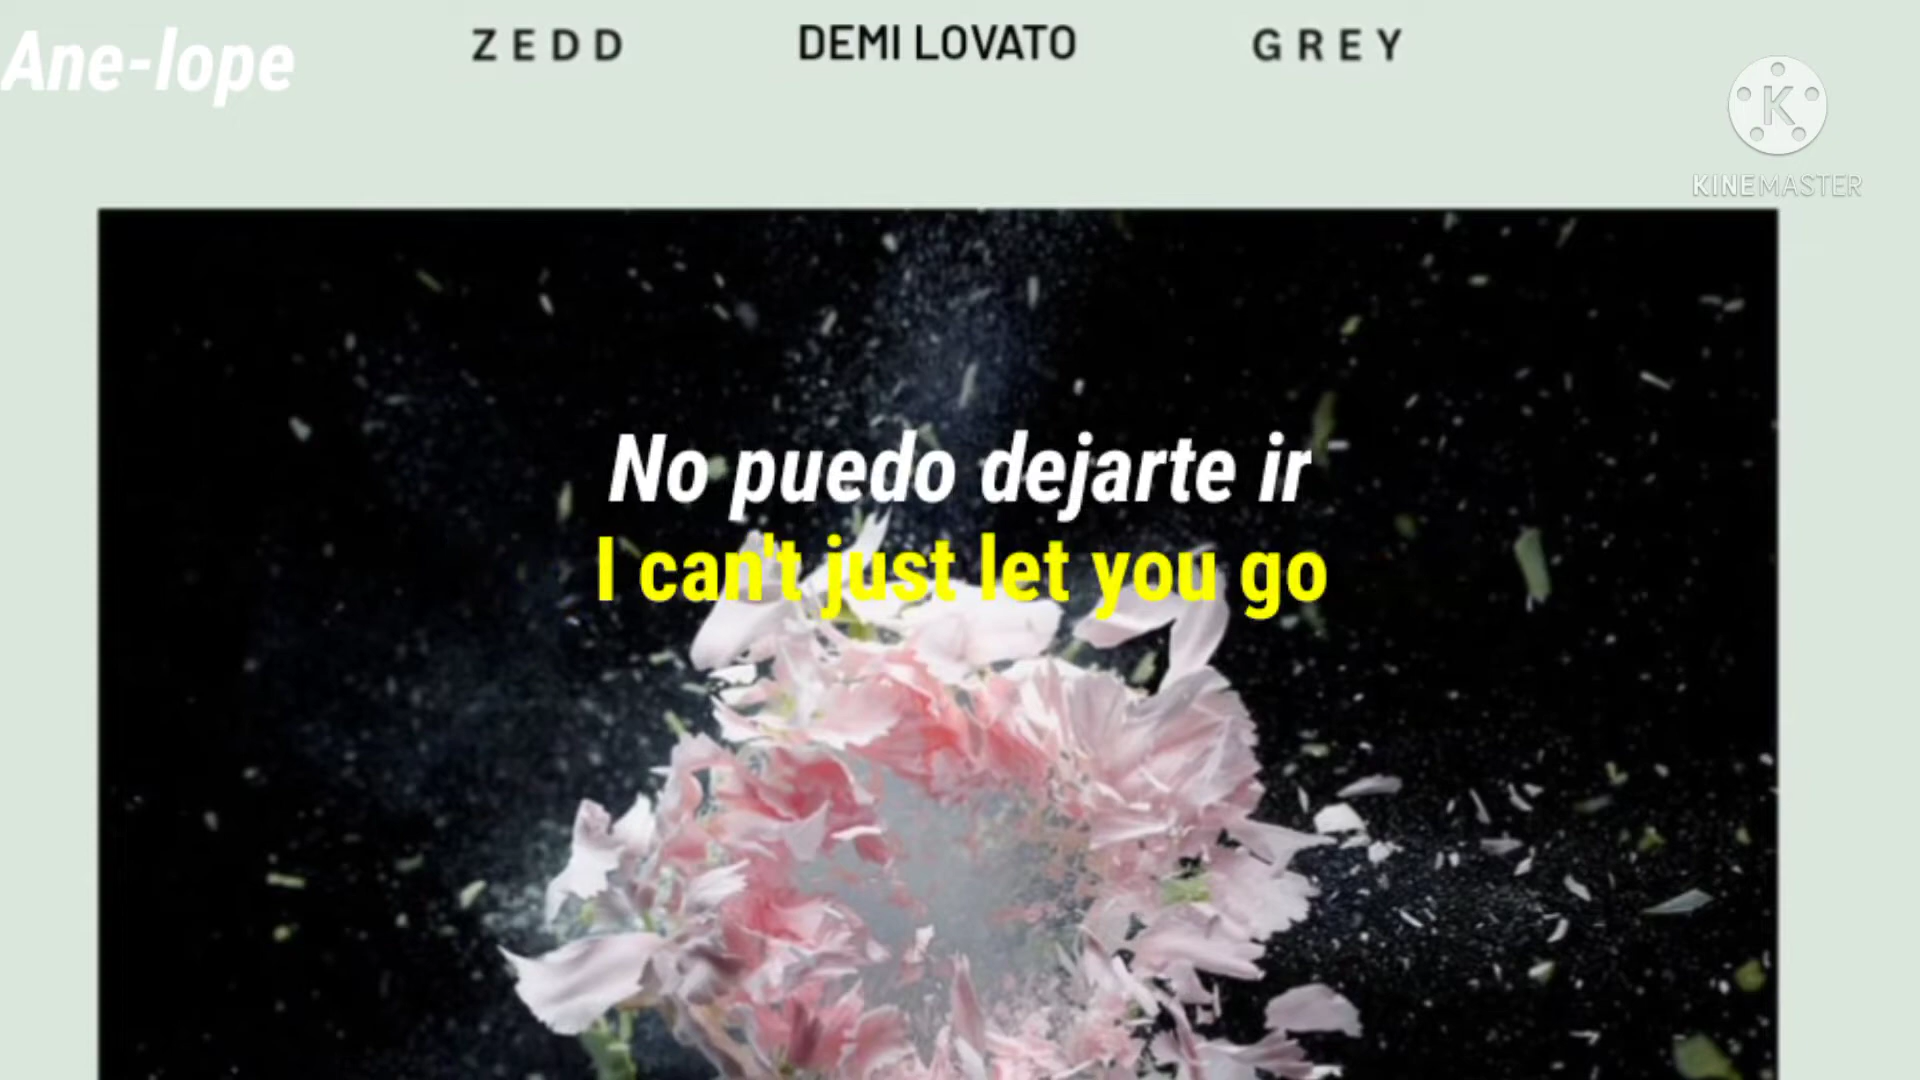 Ane-lope
ZEDD
DEMI LOVATO
GREY
K
KINEMASTER
No puedo dejarte ir
I can't just let you go